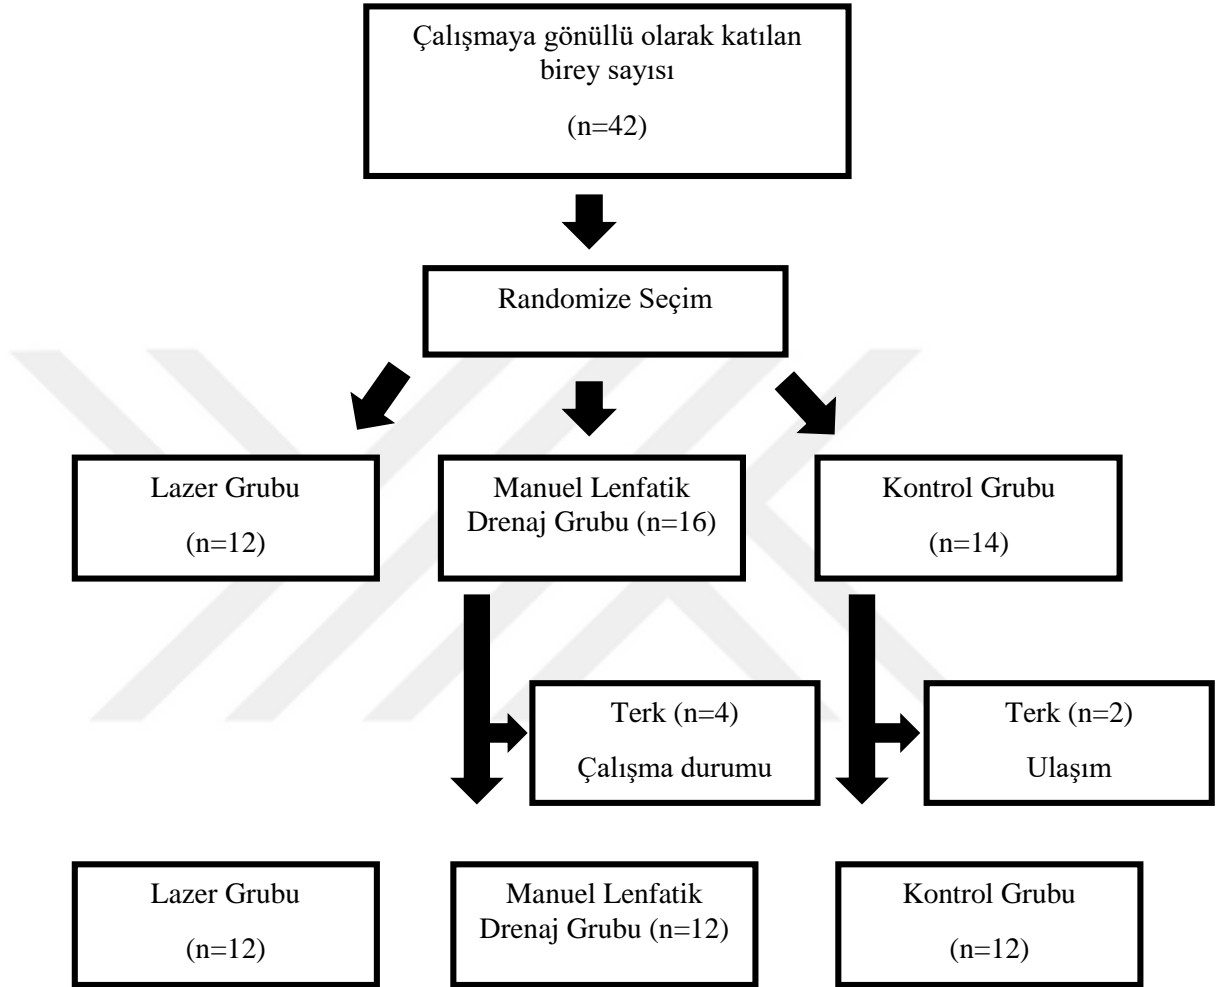 Çalışmaya gönüllü olarak katılan
birey sayısı
(n=42)
Randomize Seçim
Lazer Grubu
(n=12)
Manuel Lenfatik
Drenaj Grubu (n=16)
Kontrol Grubu
(n=14)
Terk (n=4)
Çalışma durumu
Terk (n=2)
Ulaşım
Lazer Grubu
(n=12)
Manuel Lenfatik
Drenaj Grubu (n=12)
Kontrol Grubu
(n=12)